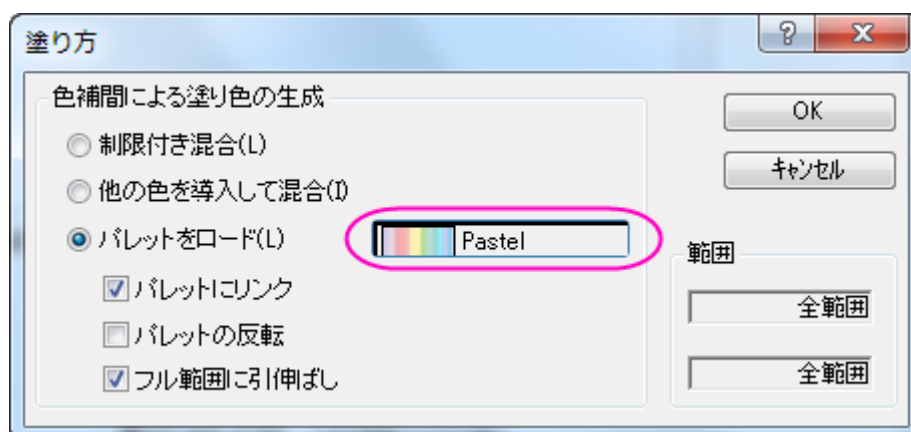 塗り方
色補間による塗り色の生成
制限付き混合(L)
他の色を導入して混合(I)
パレットをロード(L)
Pastel
パレットにリンク
パレットの反転
フル範囲に引伸ばし
OK
キャンセル
範囲
全範囲
全範囲